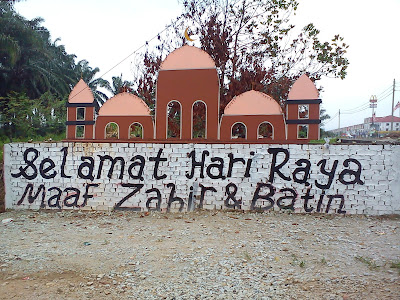 Selamat Hari Raya
Maaf Zahir & Batin